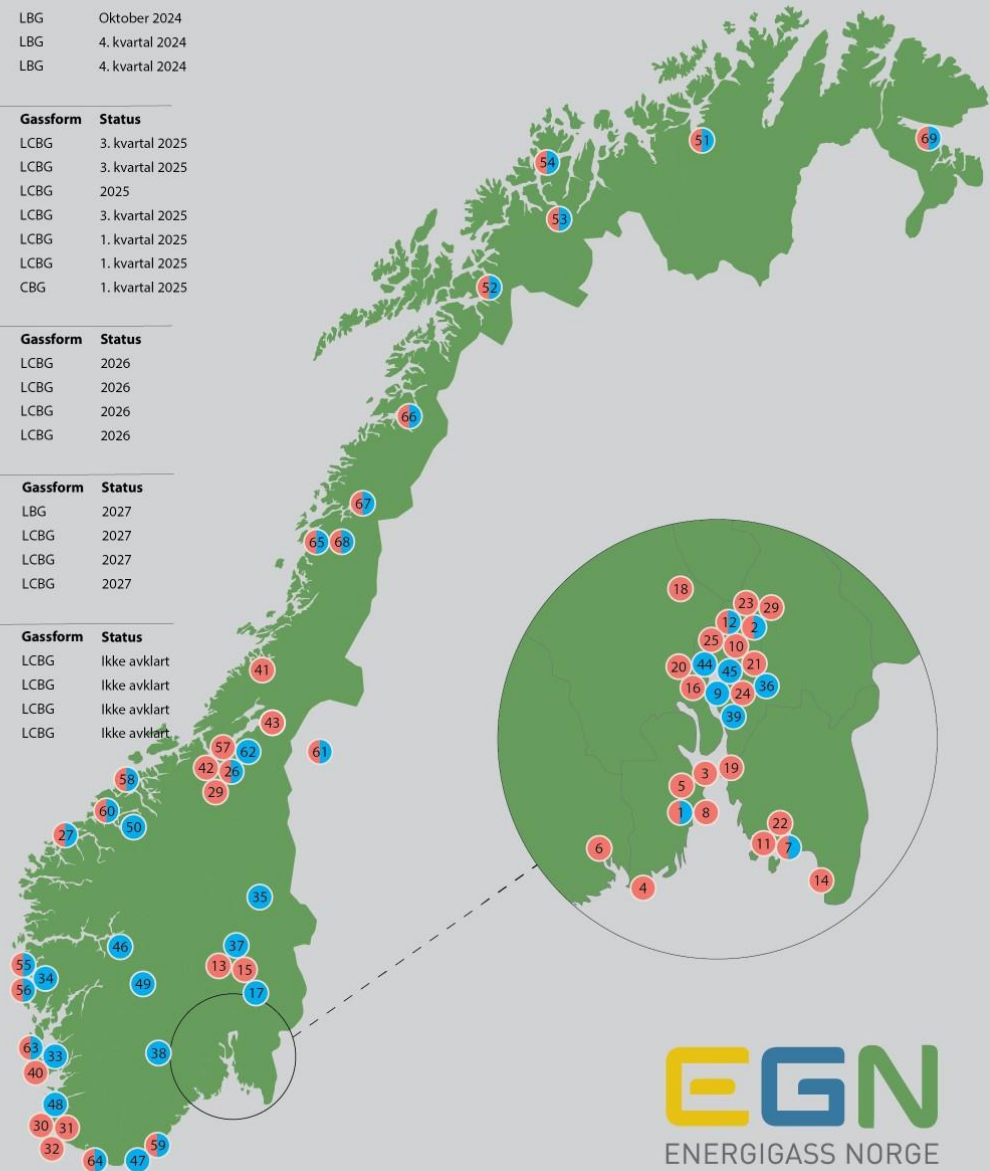 LBG Oktober 2024
LBG 4. kvartal 2024
LBG 4. kvartal 2024
Gassform Status
LCBG 3. kvartal 2025
LCBG 3. kvartal 2025
LCBG 2025
LCBG 3. kvartal 2025
LCBG 1. kvartal 2025
LCBG 1. kvartal 2025
CBG 1. kvartal 2025
Gassform Status
LCBG 2026
LCBG 2026
LCBG 2026
LCBG 2026
Gassform Status
LBG 2027
LCBG 2027
LCBG 2027
LCBG 2027
Gassform Status
LCBG Ikke avklart
LCBG Ikke avklart
LCBG Ikke avklart
LCBG Ikke avklart
51
69
54
53
52
66
67
65 68
41
43
57 62 61
42 26
29
58
60 50
27
35
46 37
13 15
55 34
56 49 17
63 33 38
40
48
30 31
32
64 47 59
18
23 29
12 2
25 10
20 44 45 21
16 9 24 36
39
3 19
5
1 8
22
6 11 7
4 14
EGN
ENERGIGASS NORGE